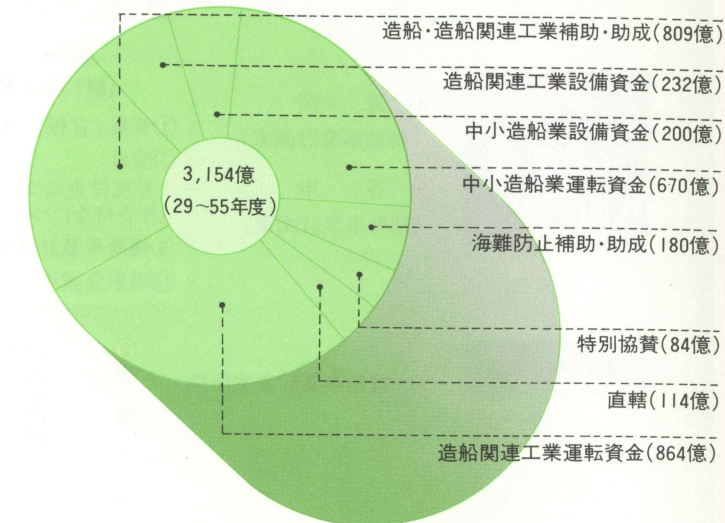 造船・造船関連工業補助・助成(809億)
造船関連工業設備資金(232億)
中小造船業設備資金(200億)
中小造船業運転資金(670億)
海難防止補助・助成(180億)
特別協賛(84億)
直轄(114億)
造船関連工業運転資金(864億)
3,154億
(29〜55年度)